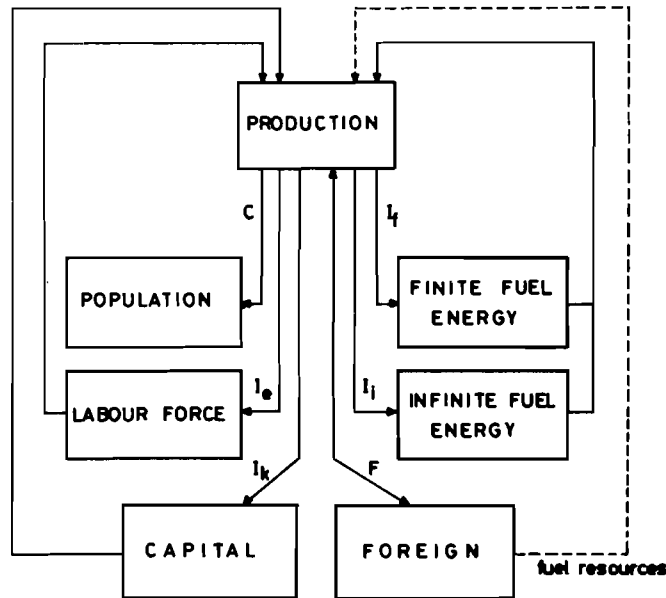 PRODUCTION
C
I_f
POPULATION
FINITE FUEL
ENERGY
I_e
I_i
LABOUR FORCE
INFINITE FUEL
ENERGY
I_k
F
CAPITAL
FOREIGN
fuel resources